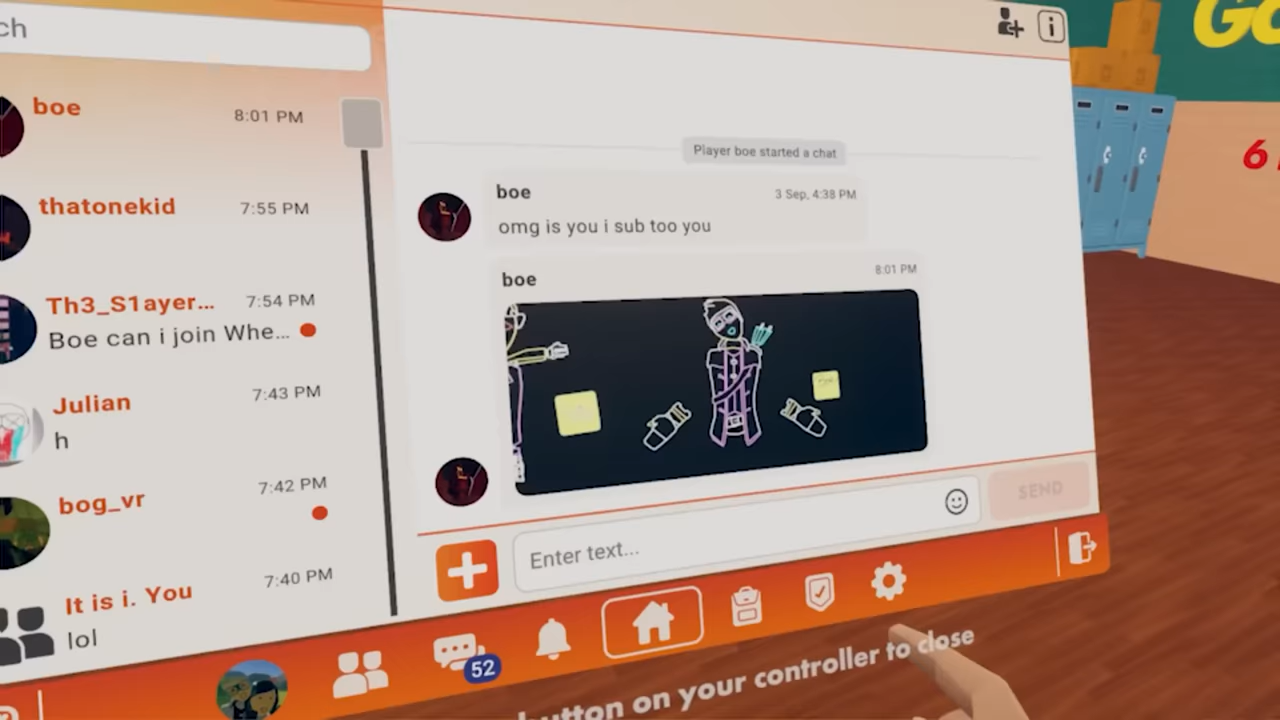 ch
boe
8:01 PM
thatonekid
7:55 PM
Th3_S1ayer...
7:54 PM
Boe can i join Whe...
Julian
7:43 PM
h
bog_vr
7:42 PM
It is i. You
7:40 PM
lol
Player boe started a chat
boe
3 Sep, 4:38 PM
omg is you i sub too you
boe
8:01 PM
Enter text...
SEND
52
button on your controller to close
Go
6